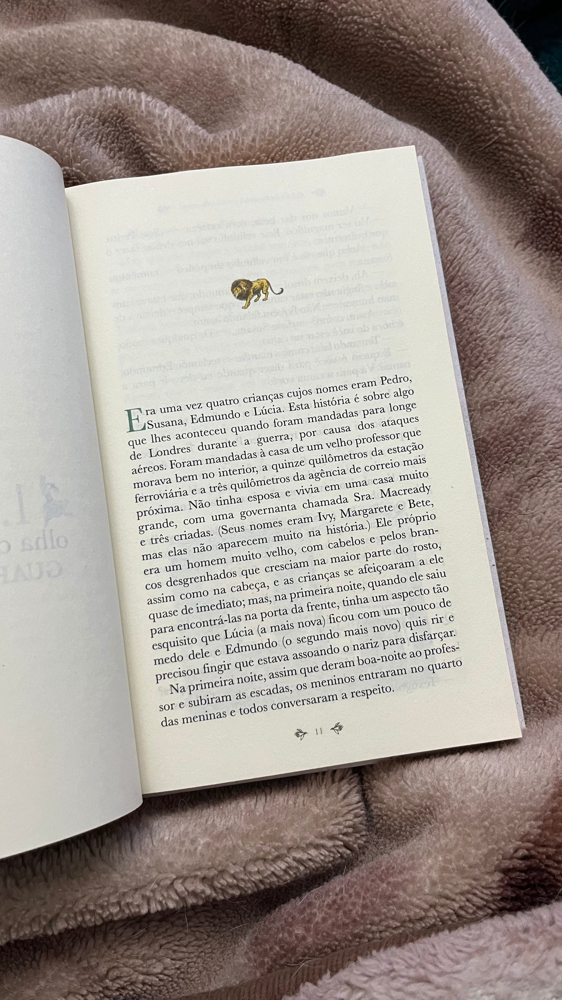 Era uma vez quatro crianças cujos nomes eram Pedro,
Susana, Edmundo e Lúcia. Esta história é sobre algo
que lhes aconteceu quando foram mandadas para longe
de Londres durante a guerra, por causa dos ataques
aéreos. Foram mandadas à casa de um velho professor que
morava bem no interior, a quinze quilômetros da estação
ferroviária e a três quilômetros da agência de correio mais
próxima. Não tinha esposa e vivia em uma casa muito
grande, com uma governanta chamada Sra. Macready
e três criadas. (Seus nomes eram Ivy, Margarete e Bete,
mas elas não aparecem muito na história.) Ele próprio
era um homem muito velho, com cabelos e pelos bran-
cos desgrenhados que cresciam na maior parte do rosto,
assim como na cabeça, e as crianças se afeiçoaram a ele
quase de imediato; mas, na primeira noite, quando ele saiu
para encontrá-las na porta da frente, tinha um aspecto tão
esquisito que Lúcia (a mais nova) ficou com um pouco de
medo dele e Edmundo (o segundo mais novo) quis rir e
precisou fingir que estava assoando o nariz para disfarçar.
Na primeira noite, assim que deram boa-noite ao profes-
sor e subiram as escadas, os meninos entraram no quarto
das meninas e todos conversaram a respeito.
11